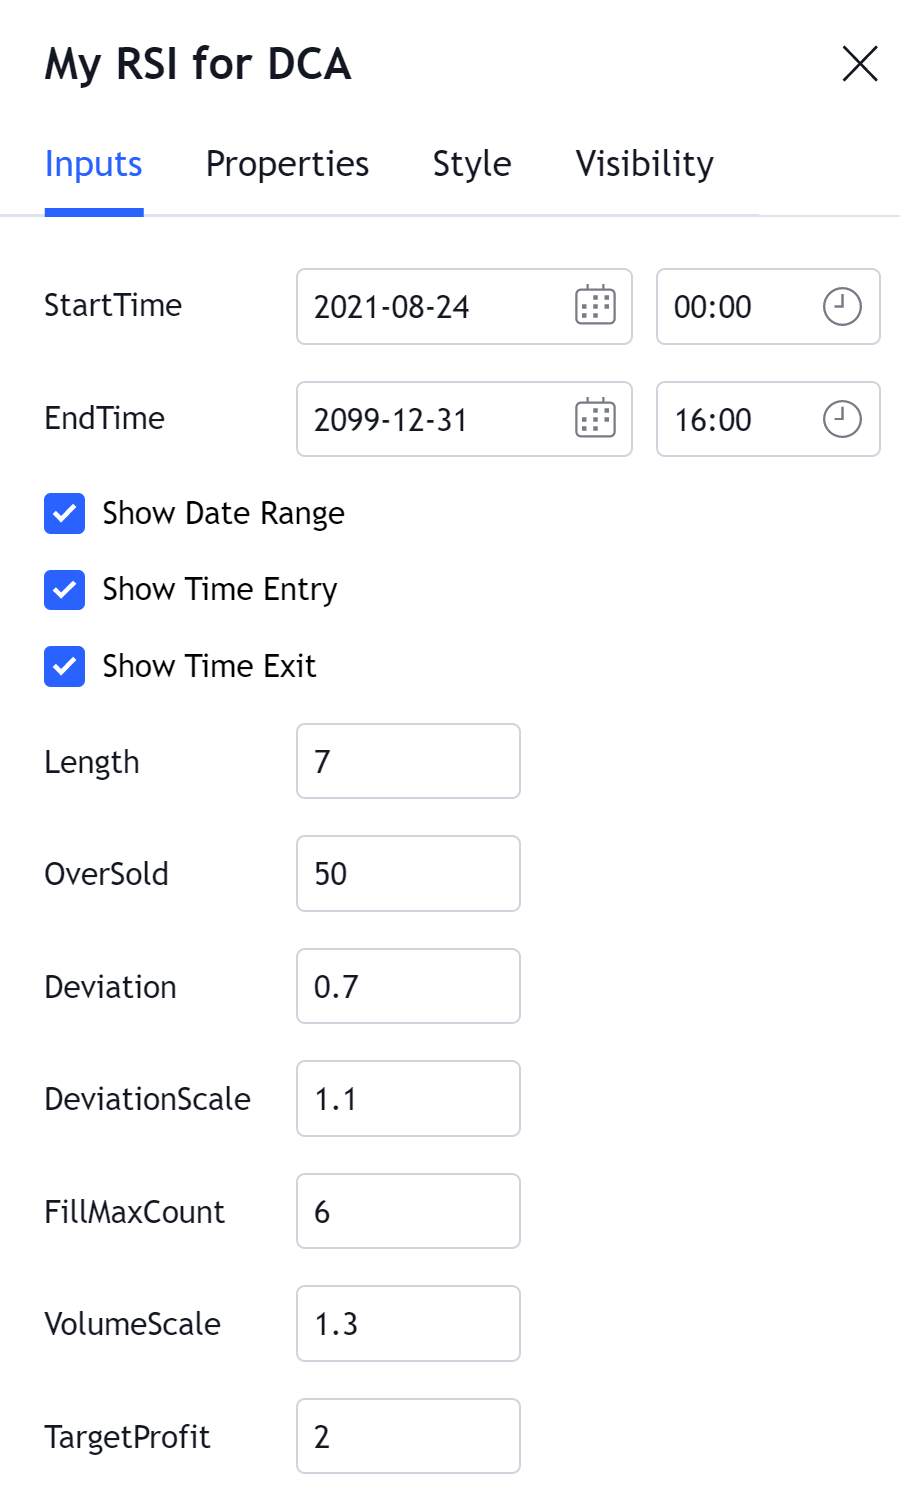 My RSI for DCA
Inputs Properties Style Visibility
StartTime 2021-08-24 00:00
EndTime 2099-12-31 16:00
Show Date Range
Show Time Entry
Show Time Exit
Length 7
OverSold 50
Deviation 0.7
DeviationScale 1.1
FillMaxCount 6
VolumeScale 1.3
TargetProfit 2